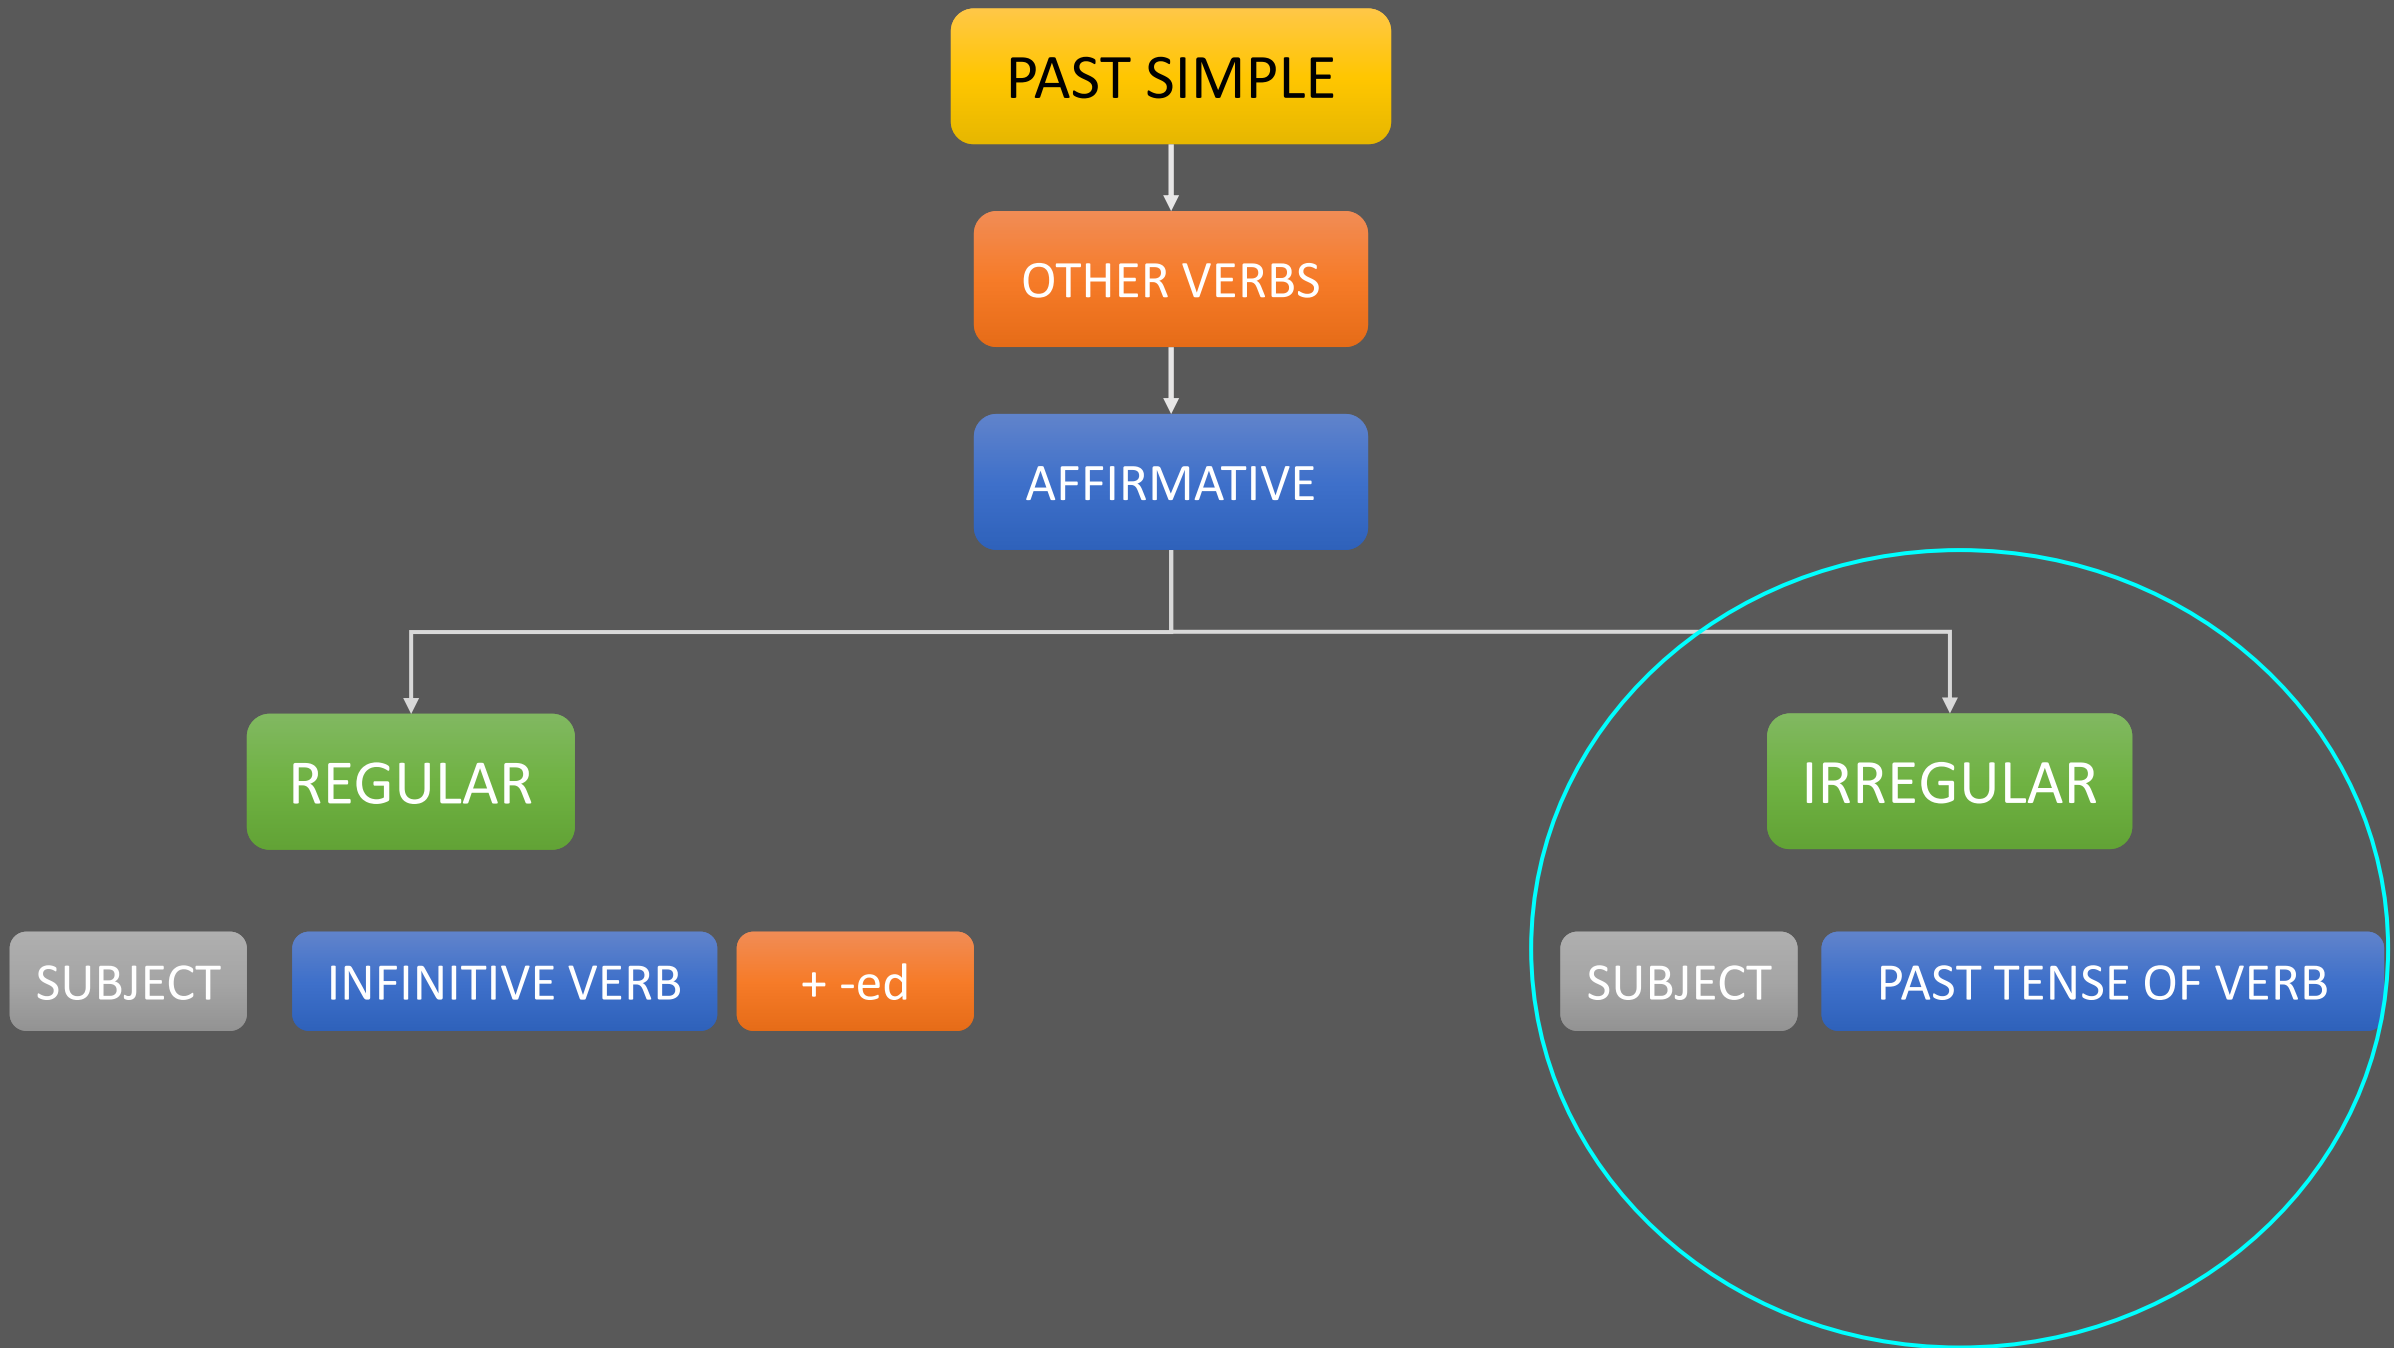 PAST SIMPLE
OTHER VERBS
AFFIRMATIVE
REGULAR
IRREGULAR
SUBJECT
INFINITIVE VERB
+ -ed
SUBJECT
PAST TENSE OF VERB